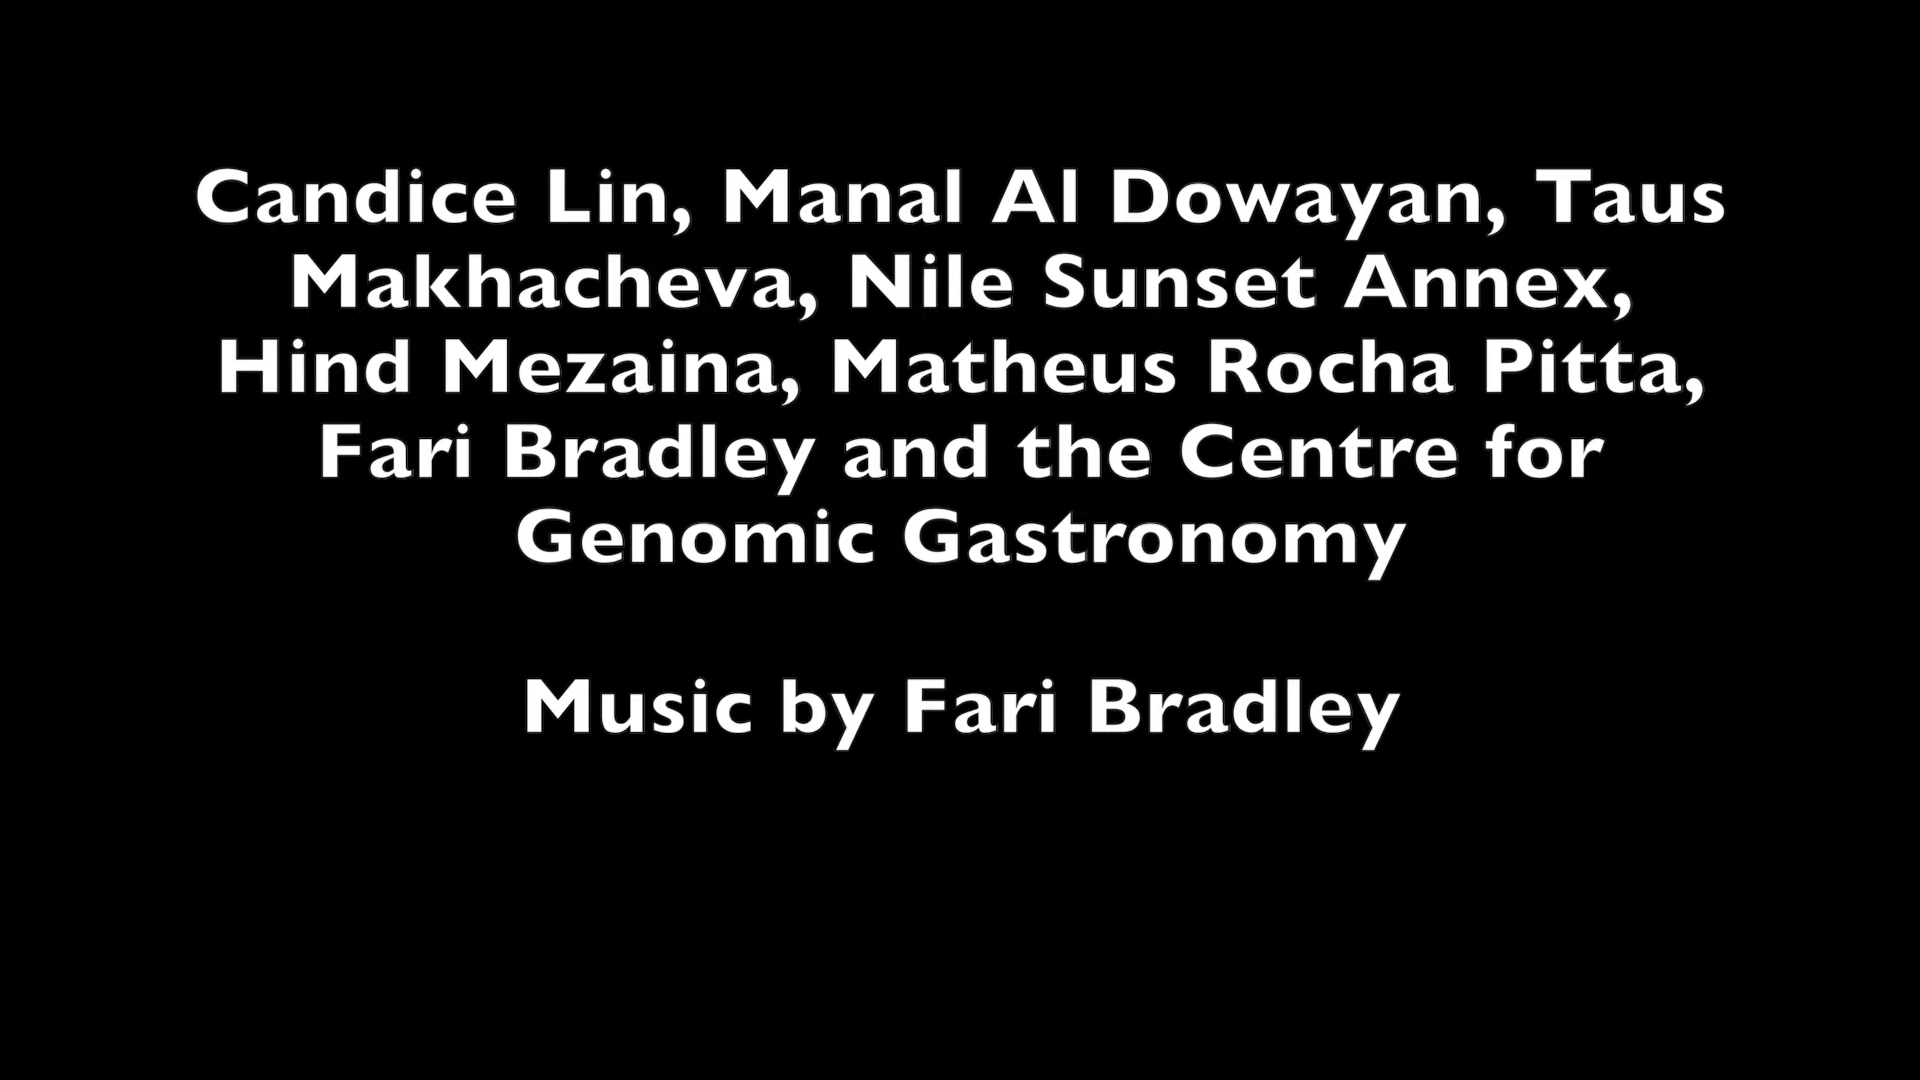 Candice Lin, Manal Al Dowayan, Taus
Makhacheva, Nile Sunset Annex,
Hind Mezaina, Matheus Rocha Pitta,
Fari Bradley and the Centre for
Genomic Gastronomy
Music by Fari Bradley